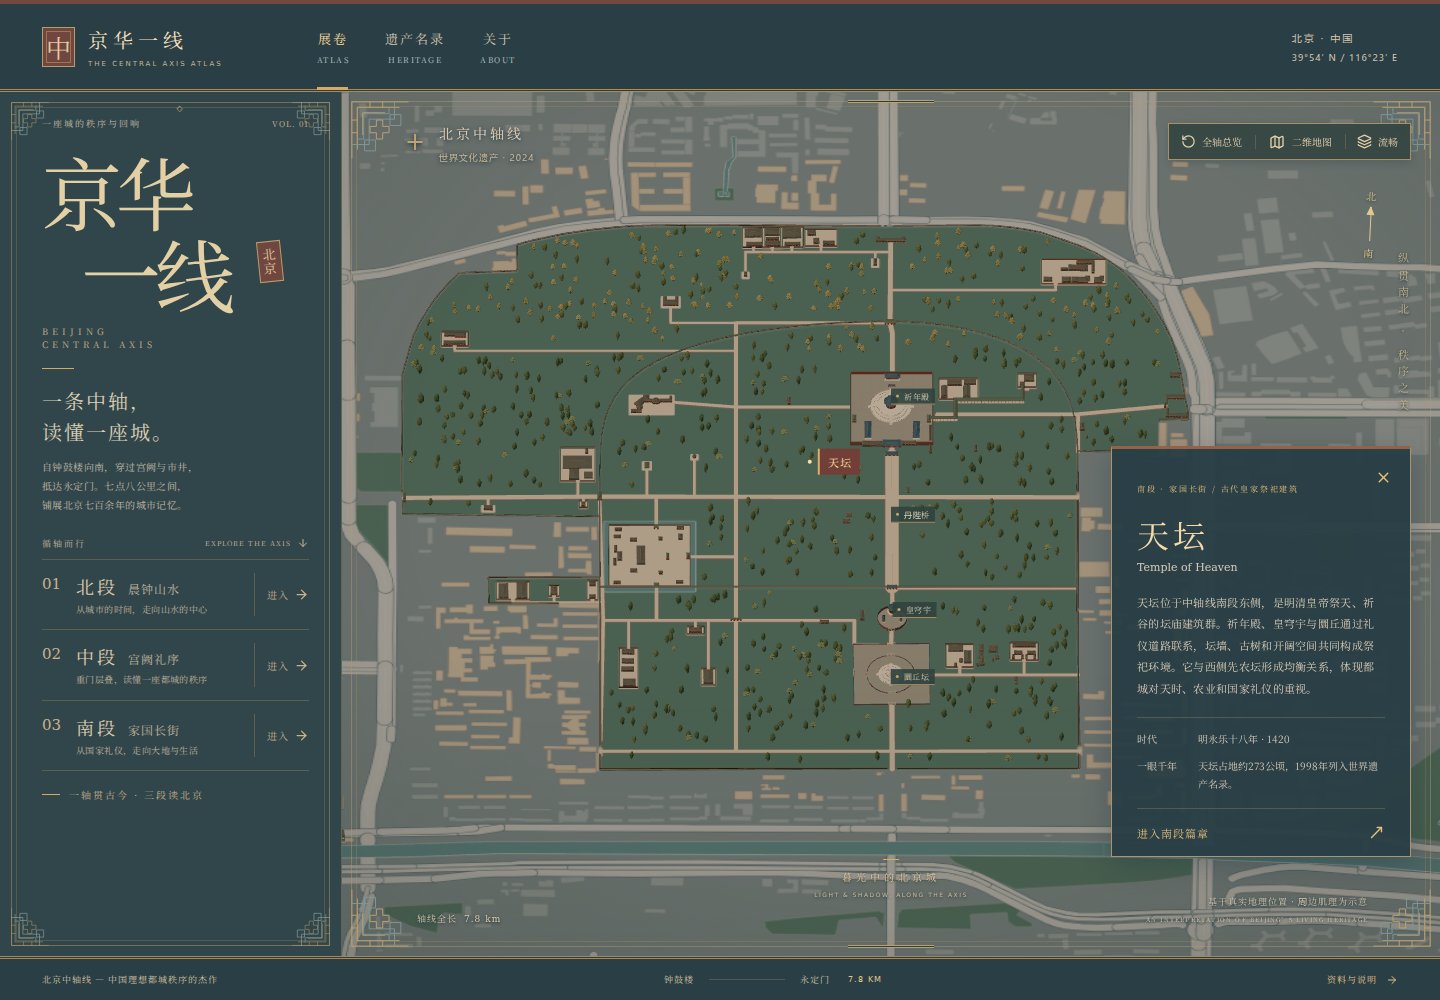 中
京华一线
THE CENTRAL AXIS ATLAS
展卷
ATLAS
遗产名录
HERITAGE
关于
ABOUT
北京 · 中国
39°54′ N / 116°23′ E
一座城的秩序与回响
VOL. 01
京华
一线
北京
BEIJING
CENTRAL AXIS
一条中轴，
读懂一座城。
自钟鼓楼向南，穿过宫阙与市井，
抵达永定门。七点八公里之间，
铺展北京七百余年的城市记忆。
循轴而行
EXPLORE THE AXIS
01
北段 晨钟山水
从城市的时间，走向山水的中心
进入
02
中段 宫阙礼序
重门层叠，读懂一座都城的秩序
进入
03
南段 家国长街
从国家礼仪，走向大地与生活
进入
一轴贯古今 · 三段读北京
北京中轴线
世界文化遗产 · 2024
全轴总览
二维地图
流畅
北
南
纵贯南北 · 秩序之美
祈年殿
天坛
丹陛桥
皇穹宇
圜丘坛
南段 · 家国长街 / 古代皇家祭祀建筑
天坛
Temple of Heaven
天坛位于中轴线南段东侧，是明清皇帝祭天、祈
谷的坛庙建筑群。祈年殿、皇穹宇与圜丘通过礼
仪道路联系，坛墙、古树和开阔空间共同构成祭
祀环境。它与西侧先农坛形成均衡关系，体现都
城对天时、农业和国家礼仪的重视。
时代
明永乐十八年 · 1420
一眼千年
天坛占地约273公顷，1998年列入世界遗
产名录。
进入南段篇章
暮光中的北京城
LIGHT & SHADOW ALONG THE AXIS
轴线全长 7.8 km
基于真实地理位置 · 周边肌理为示意
AN INTERPRETATION OF BEIJING'S LIVING HERITAGE
北京中轴线 — 中国理想都城秩序的杰作
钟鼓楼
永定门
7.8 KM
资料与说明